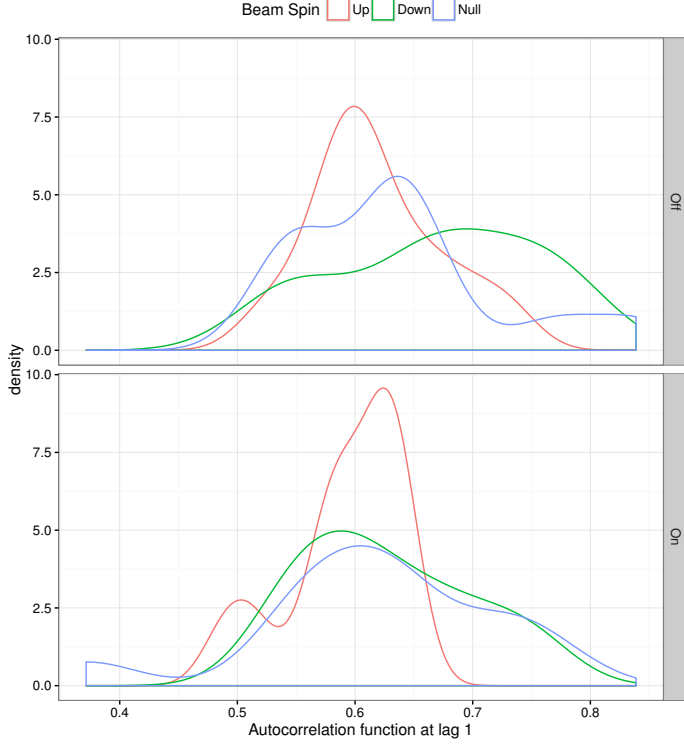 Beam Spin Up Down Null
10.0
7.5
5.0
2.5
0.0
Off
10.0
7.5
5.0
2.5
0.0
On
density
0.4 0.5 0.6 0.7 0.8
Autocorrelation function at lag 1